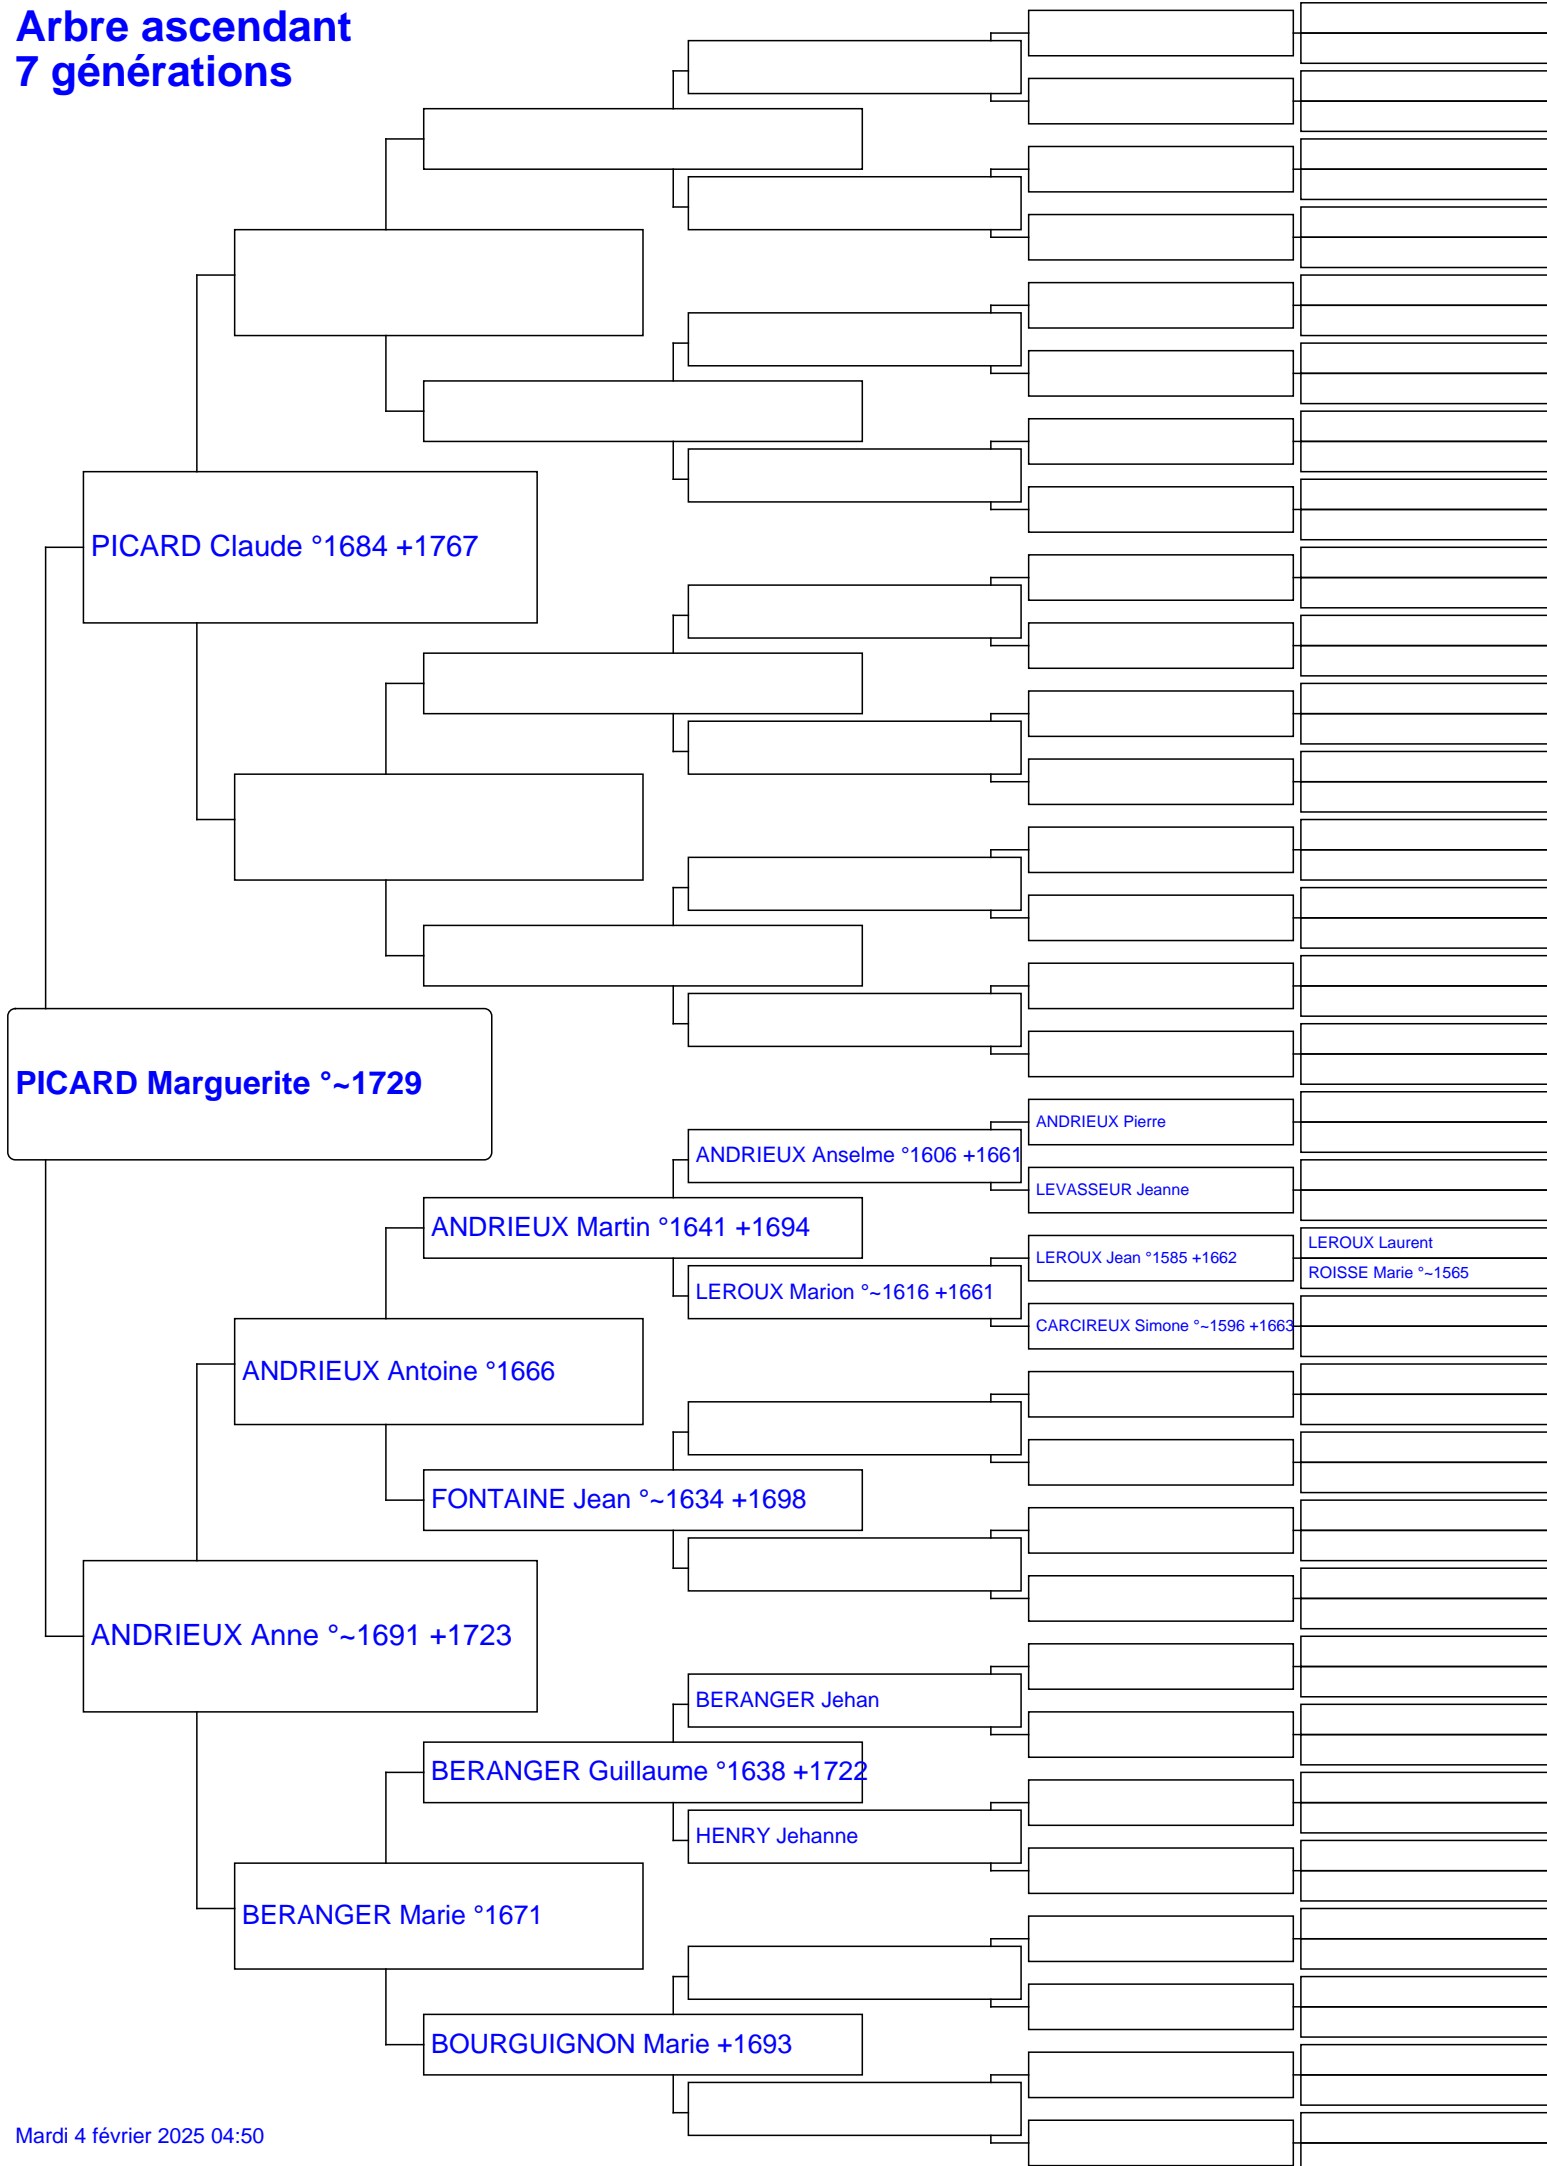 Arbre ascendant
7 générations
PICARD Claude °1684 +1767
PICARD Marguerite °~1729
ANDRIEUX Pierre
ANDRIEUX Anselme °1606 +1661
LEVASSEUR Jeanne
ANDRIEUX Martin °1641 +1694
LEROUX Laurent
LEROUX Jean °1585 +1662
ROISSE Marie °~1565
LEROUX Marion °~1616 +1661
CARCIREUX Simone °~1596 +1663
ANDRIEUX Antoine °1666
FONTAINE Jean °~1634 +1698
ANDRIEUX Anne °~1691 +1723
BERANGER Jehan
BERANGER Guillaume °1638 +1722
HENRY Jehanne
BERANGER Marie °1671
BOURGUIGNON Marie +1693
Mardi 4 février 2025 04:50